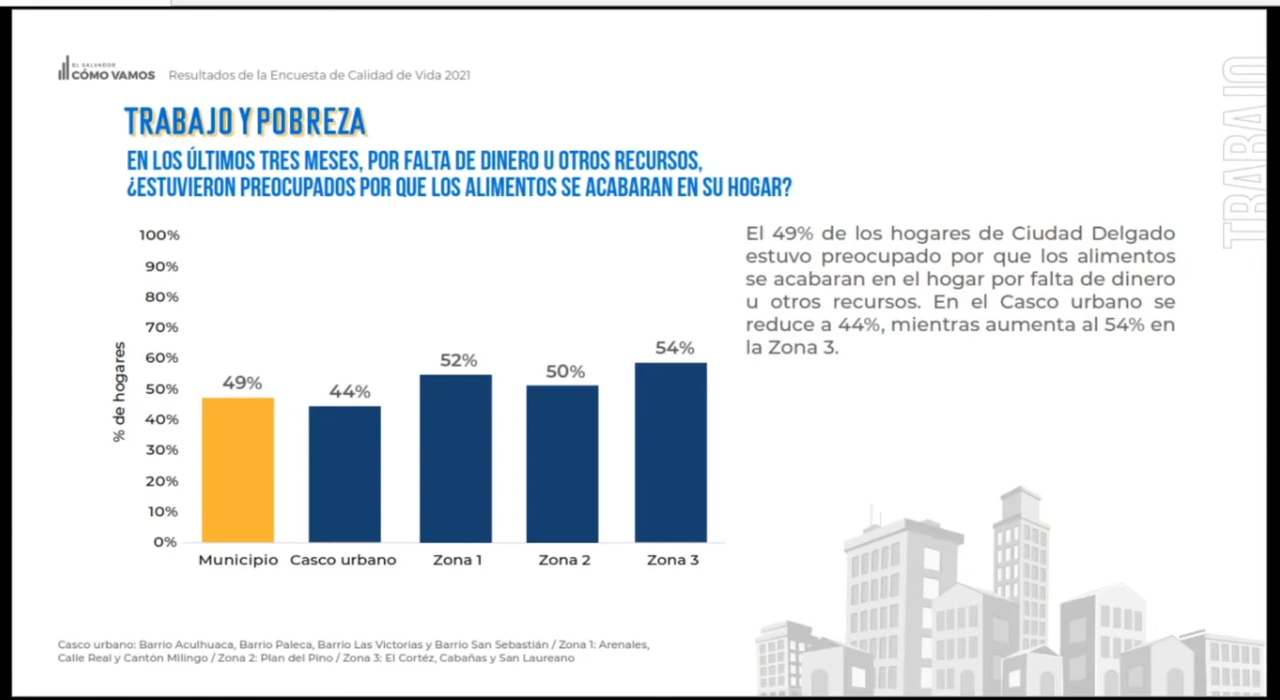 EL SALVADOR
CÓMO VAMOS
Resultados de la Encuesta de Calidad de Vida 2021
TRABAJO
TRABAJO Y POBREZA
EN LOS ÚLTIMOS TRES MESES, POR FALTA DE DINERO U OTROS RECURSOS,
¿ESTUVIERON PREOCUPADOS POR QUE LOS ALIMENTOS SE ACABARAN EN SU HOGAR?
100%
90%
80%
70%
60%
50%
40%
30%
20%
10%
0%
% de hogares
49%
44%
52%
50%
54%
Municipio
Casco urbano
Zona 1
Zona 2
Zona 3
El 49% de los hogares de Ciudad Delgado
estuvo preocupado por que los alimentos
se acabaran en el hogar por falta de dinero
u otros recursos. En el Casco urbano se
reduce a 44%, mientras aumenta al 54% en
la Zona 3.
Casco urbano: Barrio Aculhuaca, Barrio Paleca, Barrio Las Victorias y Barrio San Sebastián / Zona 1: Arenales,
Calle Real y Cantón Milingo / Zona 2: Plan del Pino / Zona 3: El Cortéz, Cabañas y San Laureano